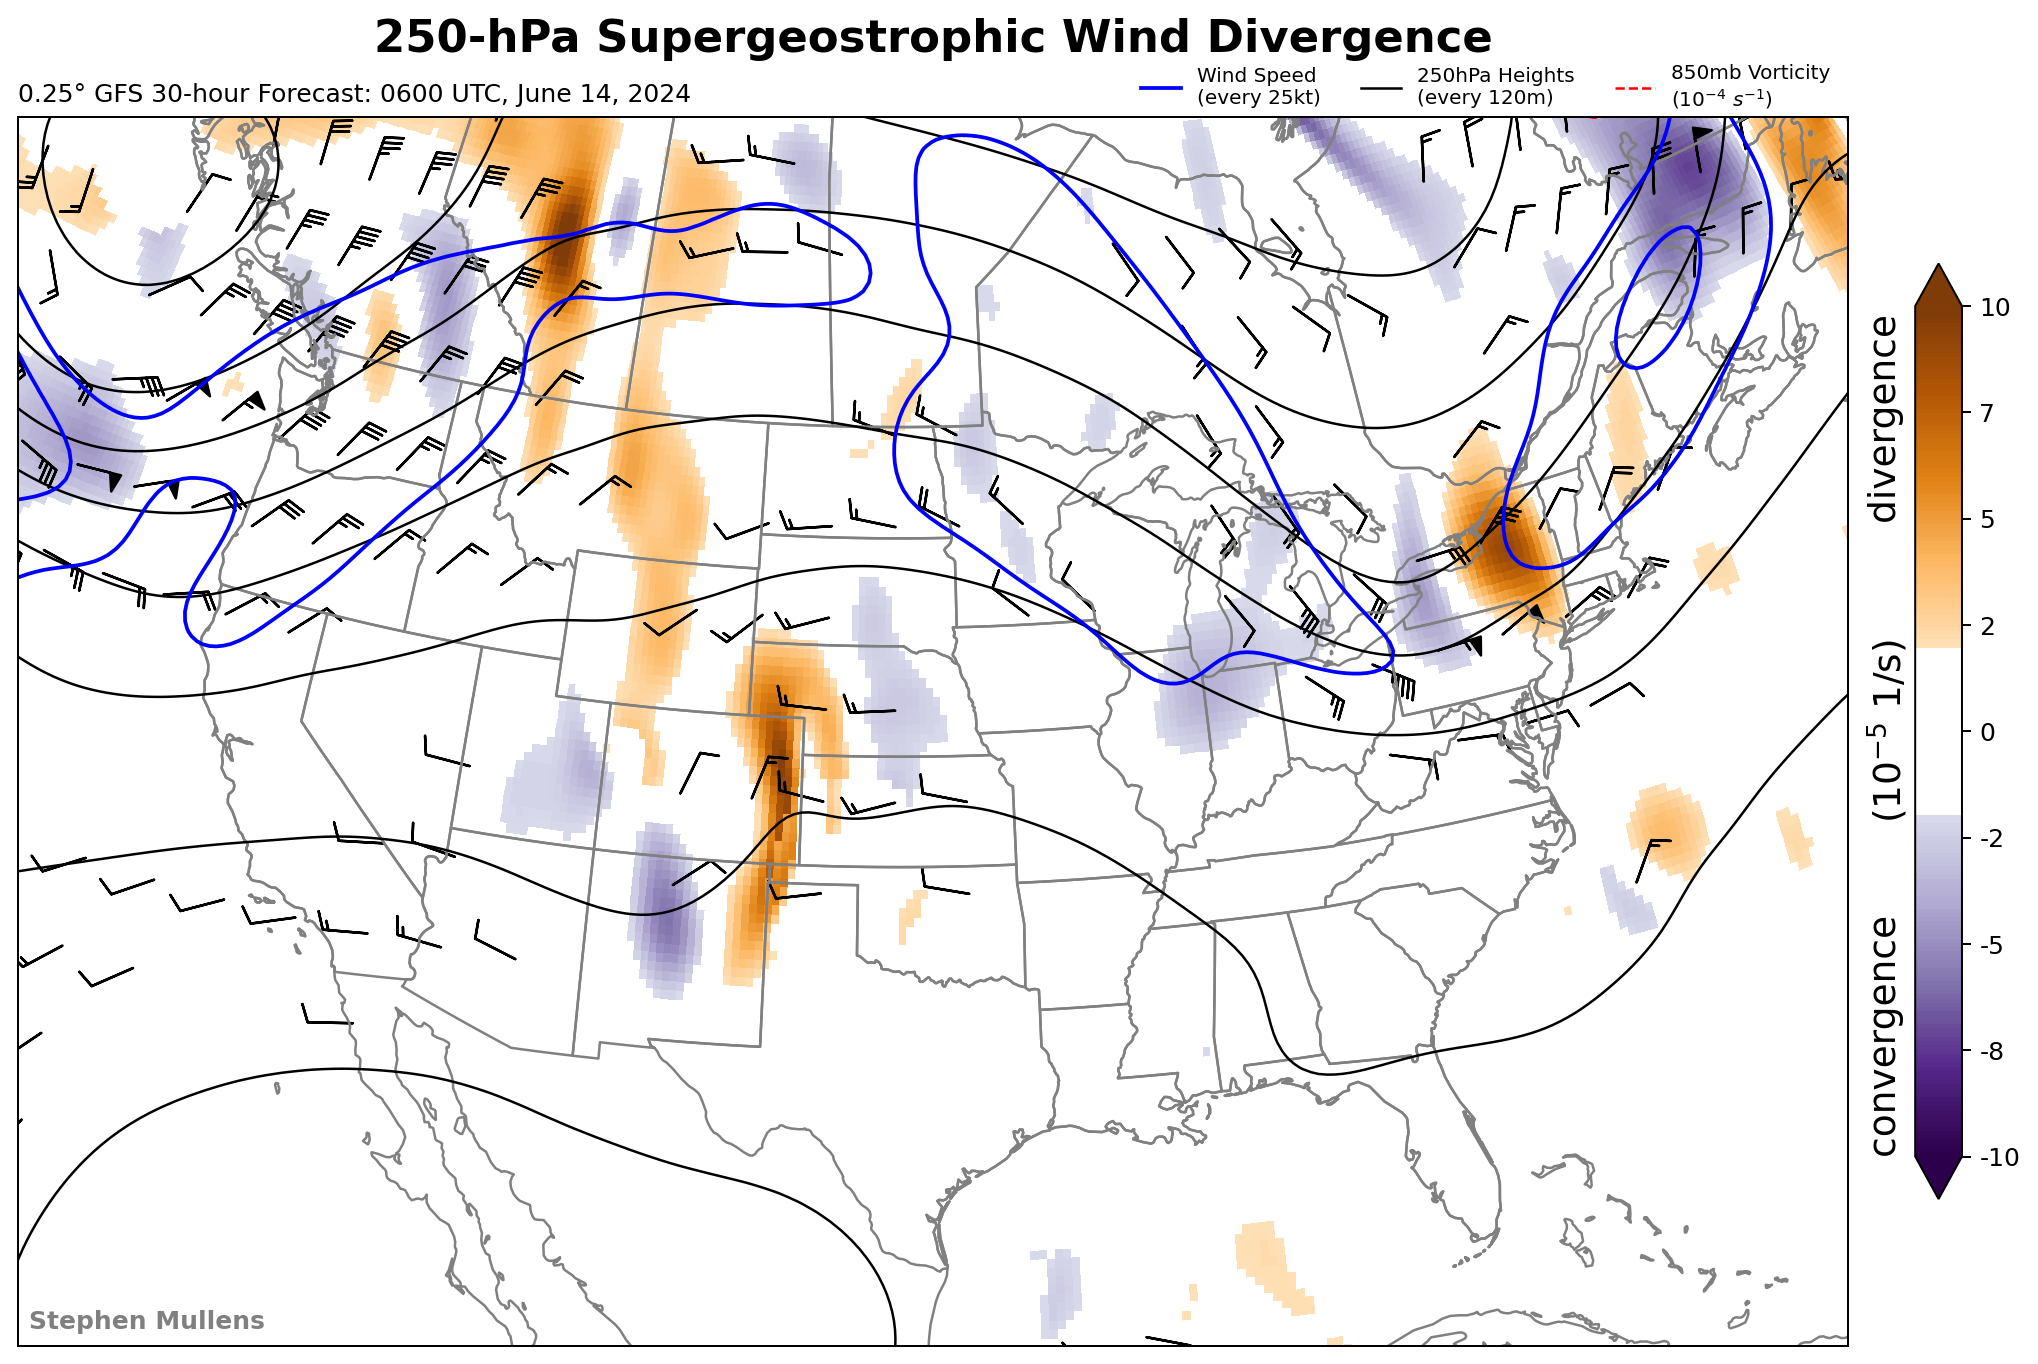 250-hPa Supergeostrophic Wind Divergence
0.25° GFS 30-hour Forecast: 0600 UTC, June 14, 2024
Wind Speed
(every 25kt)
250hPa Heights
(every 120m)
850mb Vorticity
(10⁻⁴ s⁻¹)
10
7
5
2
0
-2
-5
-8
-10
divergence
(10⁻⁵ 1/s)
convergence
Stephen Mullens